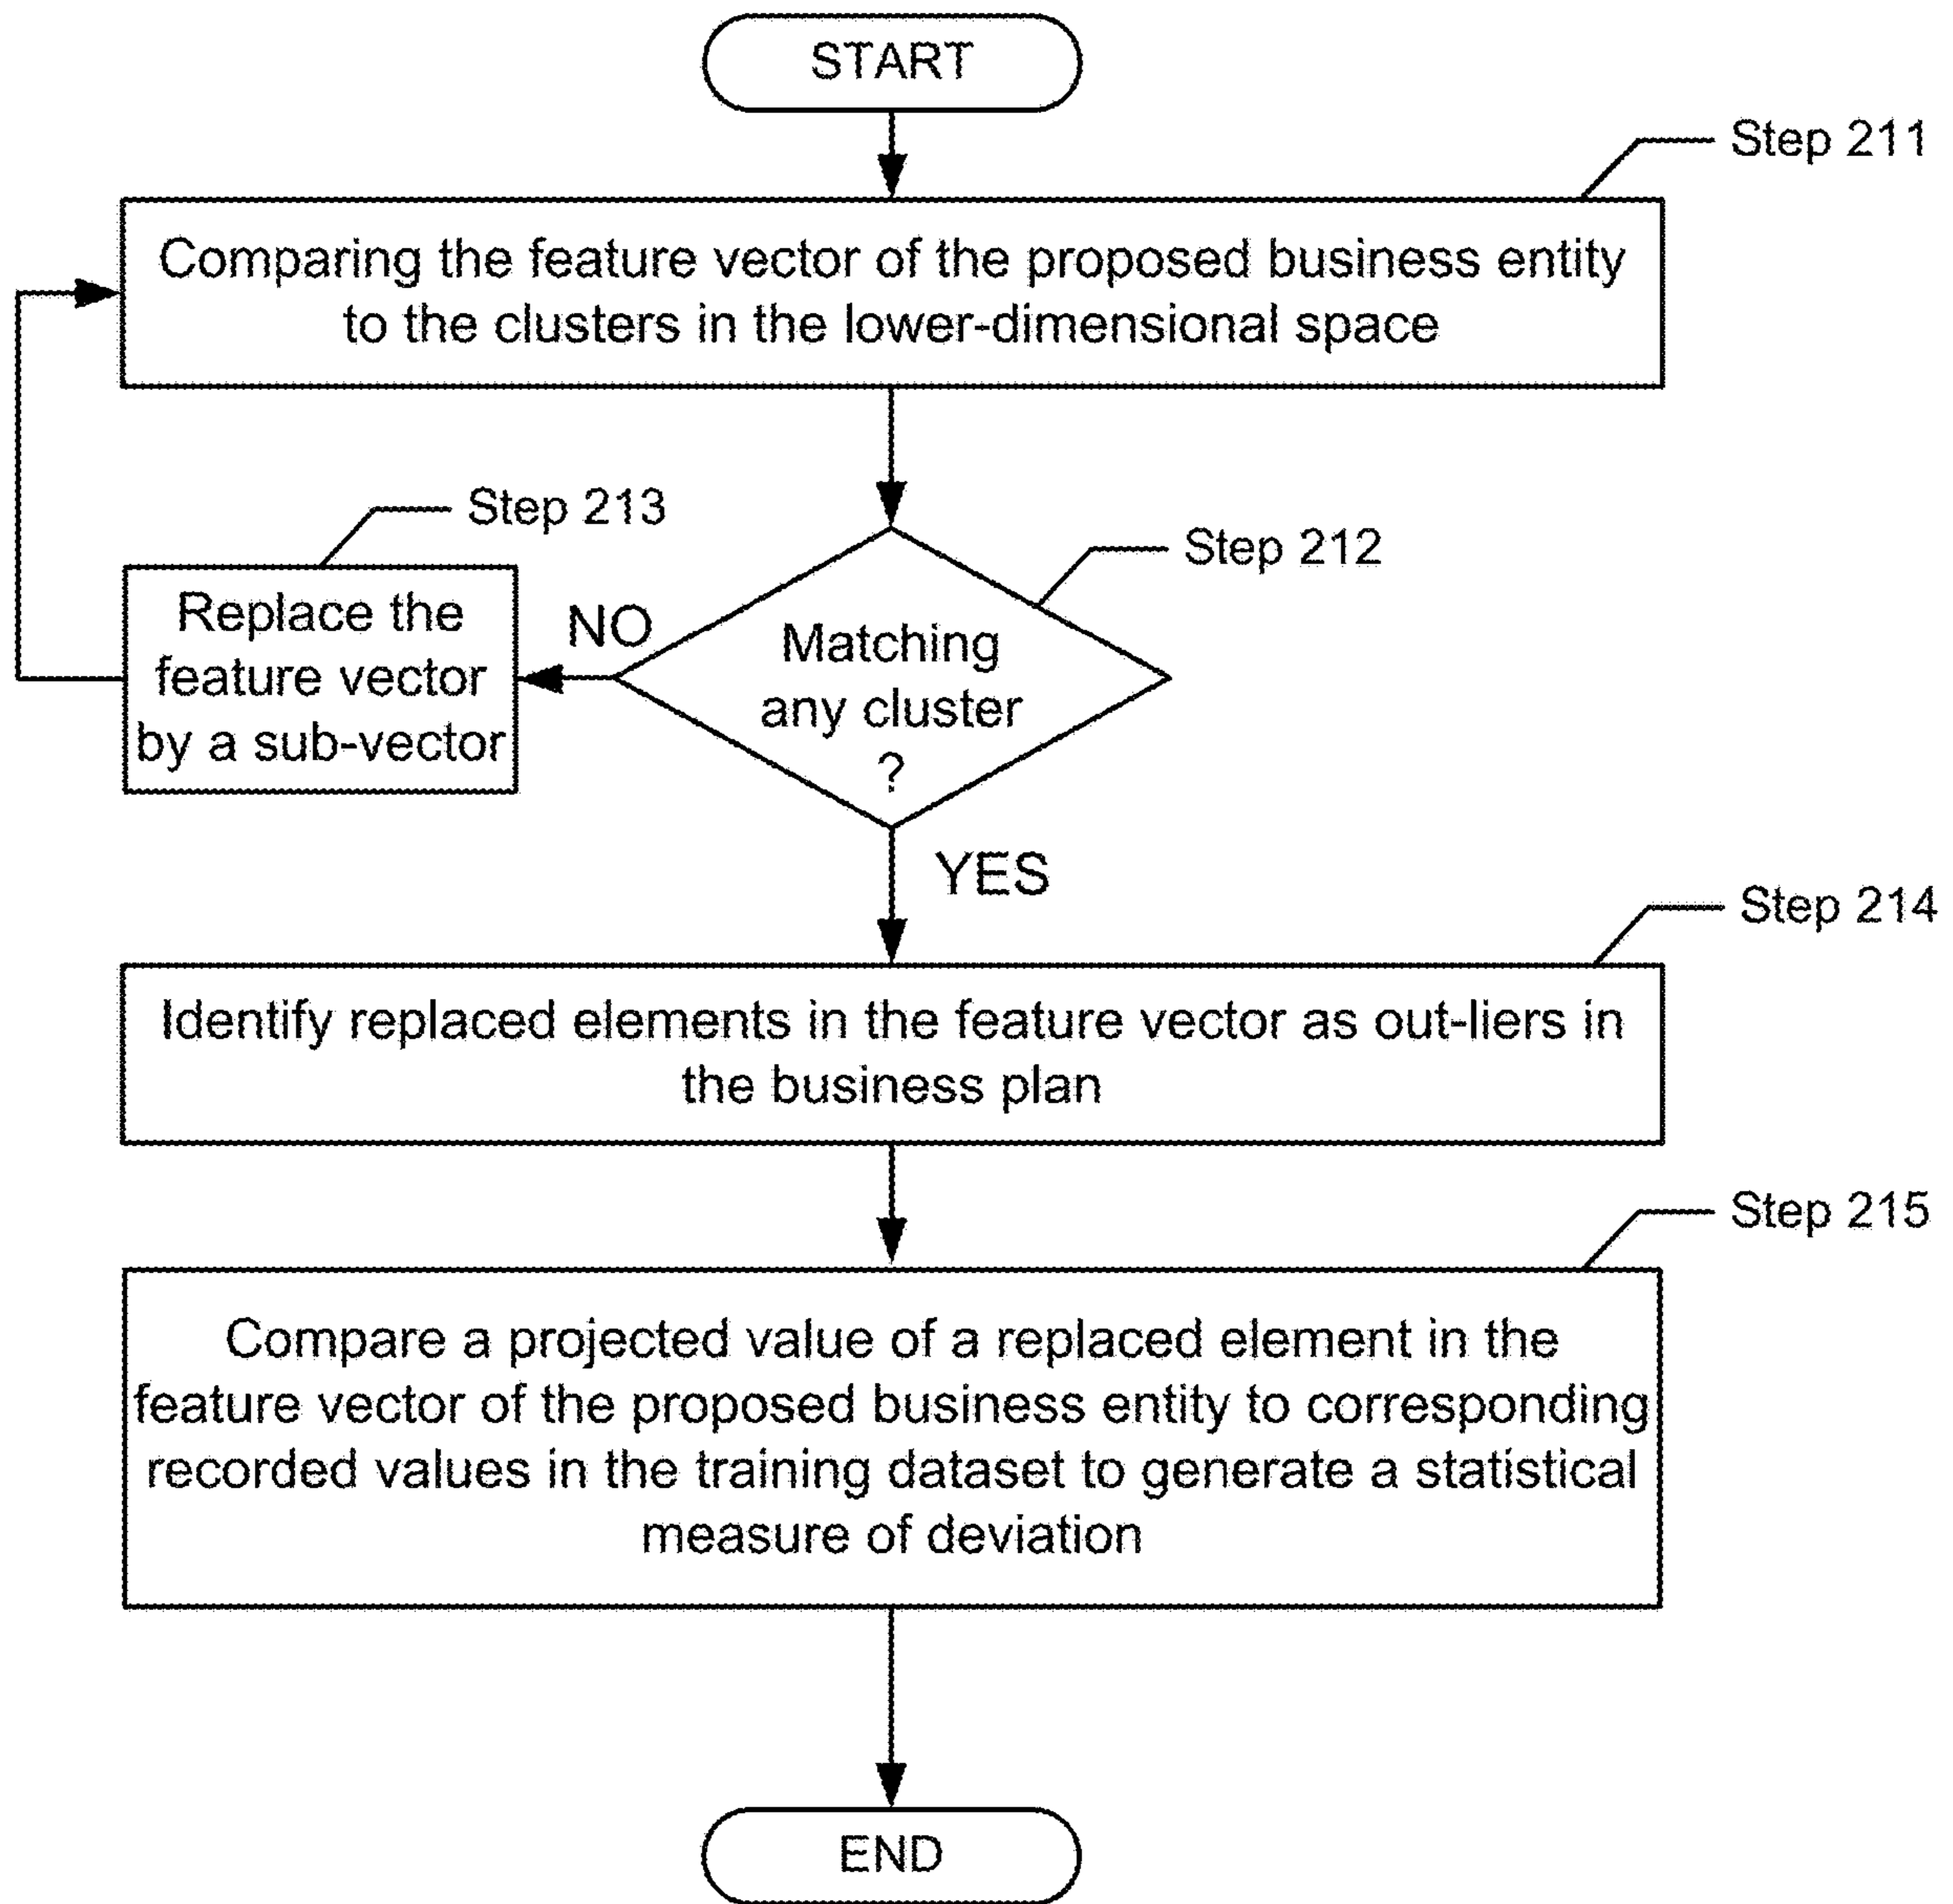 START
Step 211
Comparing the feature vector of the proposed business entity
to the clusters in the lower-dimensional space
Step 213
Step 212
Replace the
feature vector
by a sub-vector
NO
Matching
any cluster
?
YES
Step 214
Identify replaced elements in the feature vector as out-liers in
the business plan
Step 215
Compare a projected value of a replaced element in the
feature vector of the proposed business entity to corresponding
recorded values in the training dataset to generate a statistical
measure of deviation
END